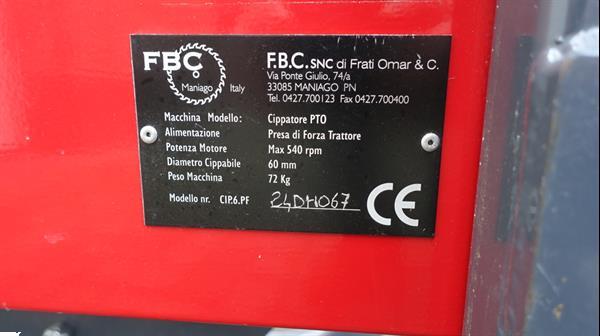 FBC
Maniago Italy
F.B.C. SNC di Frati Omar & C.
Via Ponte Giulio, 74/a
33085 MANIAGO PN
Tel. 0427.700123 Fax 0427.700400
Macchina Modello: Cippatore PTO
Alimentazione Presa di Forza Trattore
Potenza Motore Max 540 rpm
Diametro Cippabile 60 mm
Peso Macchina 72 Kg
Modello nr. CIP.6.PF 24DH067
CE